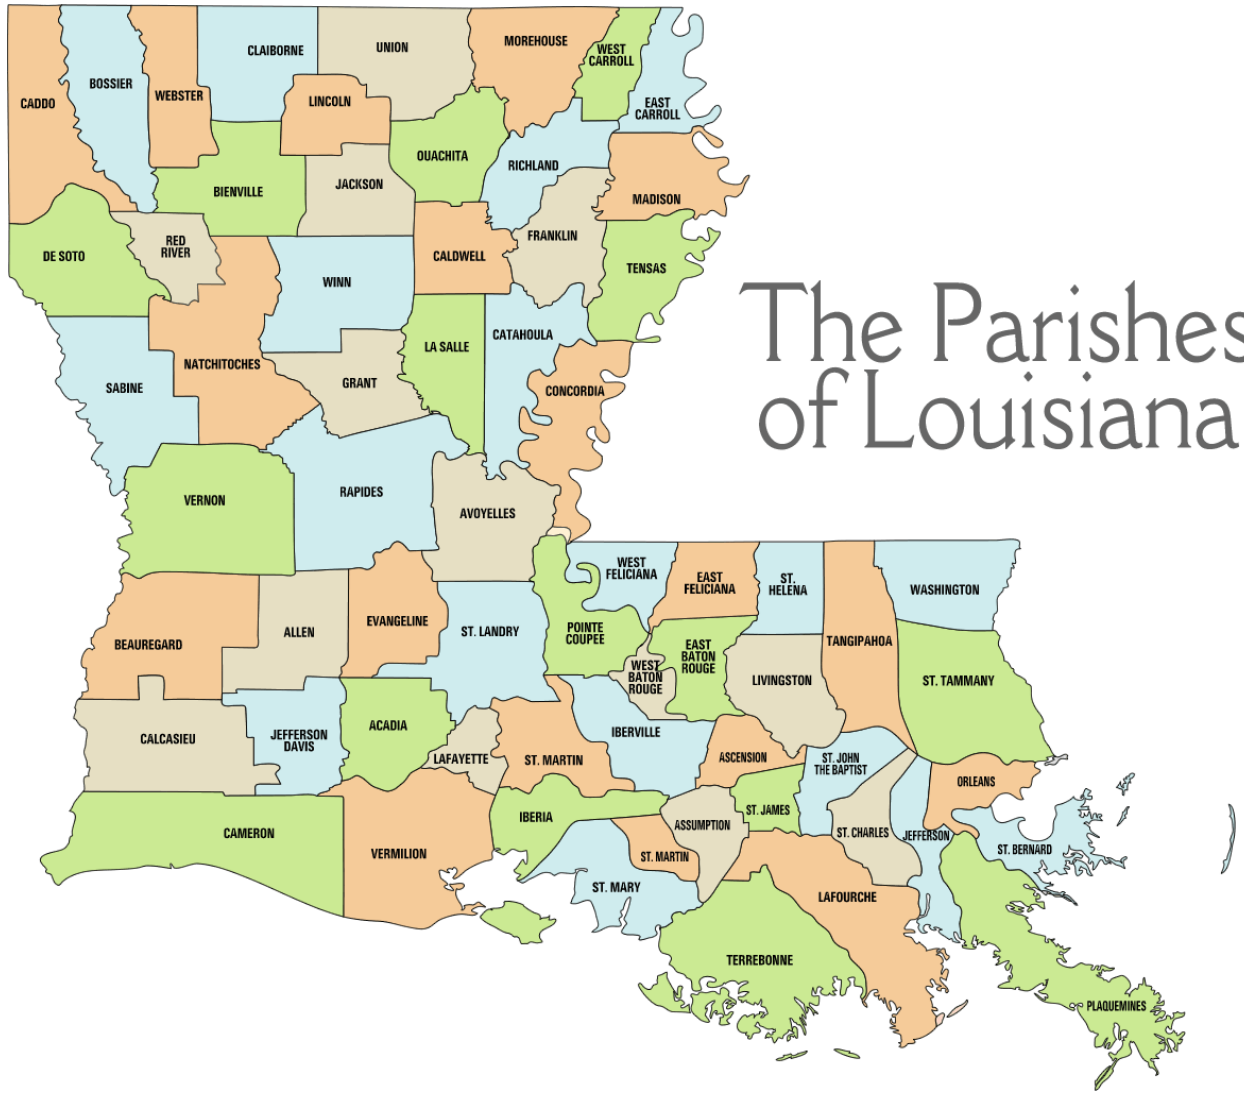 The Parishes
of Louisiana
CADDO
BOSSIER
WEBSTER
CLAIBORNE
UNION
LINCOLN
MOREHOUSE
WEST
CARROLL
EAST
CARROLL
OUACHITA
RICHLAND
BIENVILLE
JACKSON
MADISON
DE SOTO
RED
RIVER
WINN
CALDWELL
FRANKLIN
TENSAS
NATCHITOCHES
LA SALLE
CATAHOULA
SABINE
GRANT
CONCORDIA
VERNON
RAPIDES
AVOYELLES
BEAUREGARD
ALLEN
EVANGELINE
ST. LANDRY
POINTE
COUPEE
WEST
FELICIANA
EAST
FELICIANA
ST.
HELENA
TANGIPAHOA
WASHINGTON
WEST
BATON
ROUGE
EAST
BATON
ROUGE
LIVINGSTON
ST. TAMMANY
CALCASIEU
JEFFERSON
DAVIS
ACADIA
LAFAYETTE
ST. MARTIN
IBERVILLE
ASCENSION
ST. JOHN
THE BAPTIST
ORLEANS
CAMERON
VERMILION
IBERIA
ST. MARTIN
ASSUMPTION
ST. JAMES
ST. CHARLES
JEFFERSON
ST. BERNARD
ST. MARY
LAFOURCHE
TERREBONNE
PLAQUEMINES